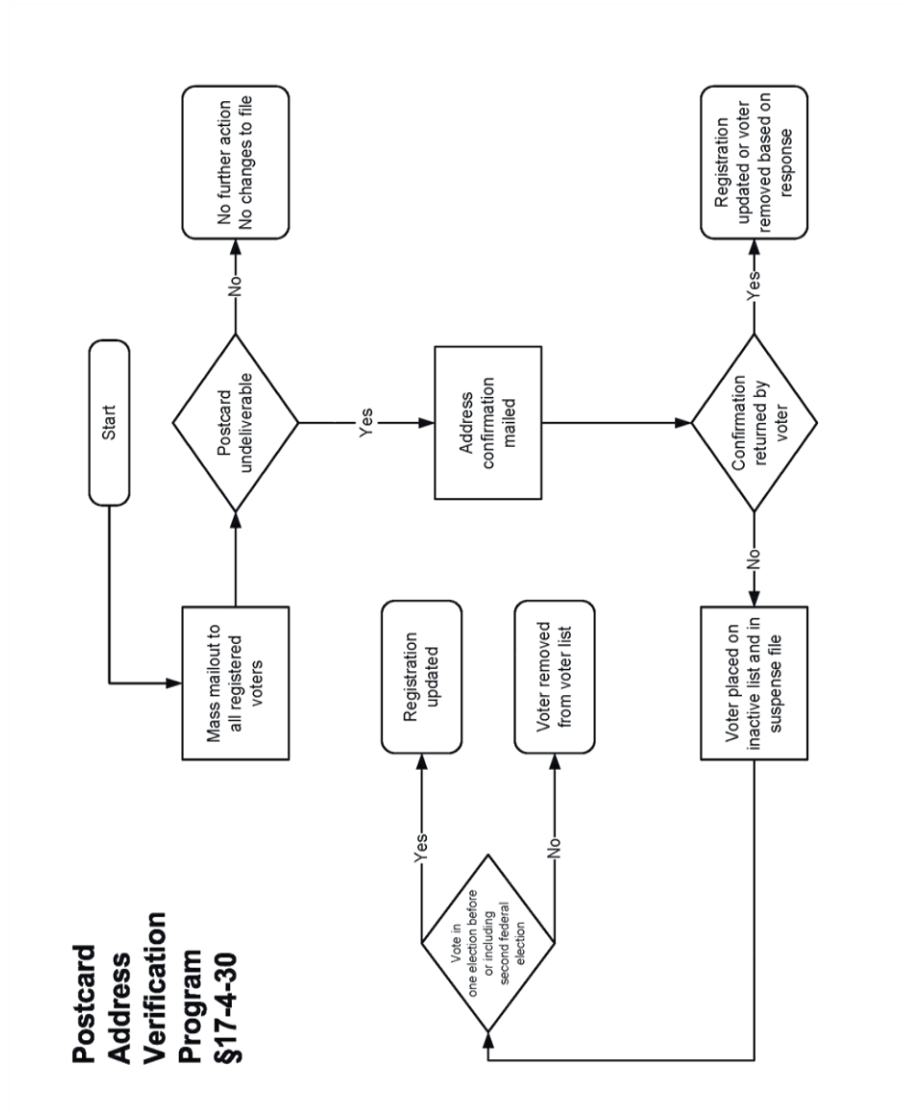 Postcard
Address
Verification
Program
§17-4-30
Start
Mass mailout to
all registered
voters
Postcard
undeliverable
No
No further action
No changes to file
Yes
Address
confirmation
mailed
Confirmation
returned by
voter
Yes
Registration
updated or voter
removed based on
response
No
Voter placed on
inactive list and in
suspense file
Vote in
one election before
or including
second federal
election
Yes
Registration
updated
No
Voter removed
from voter list